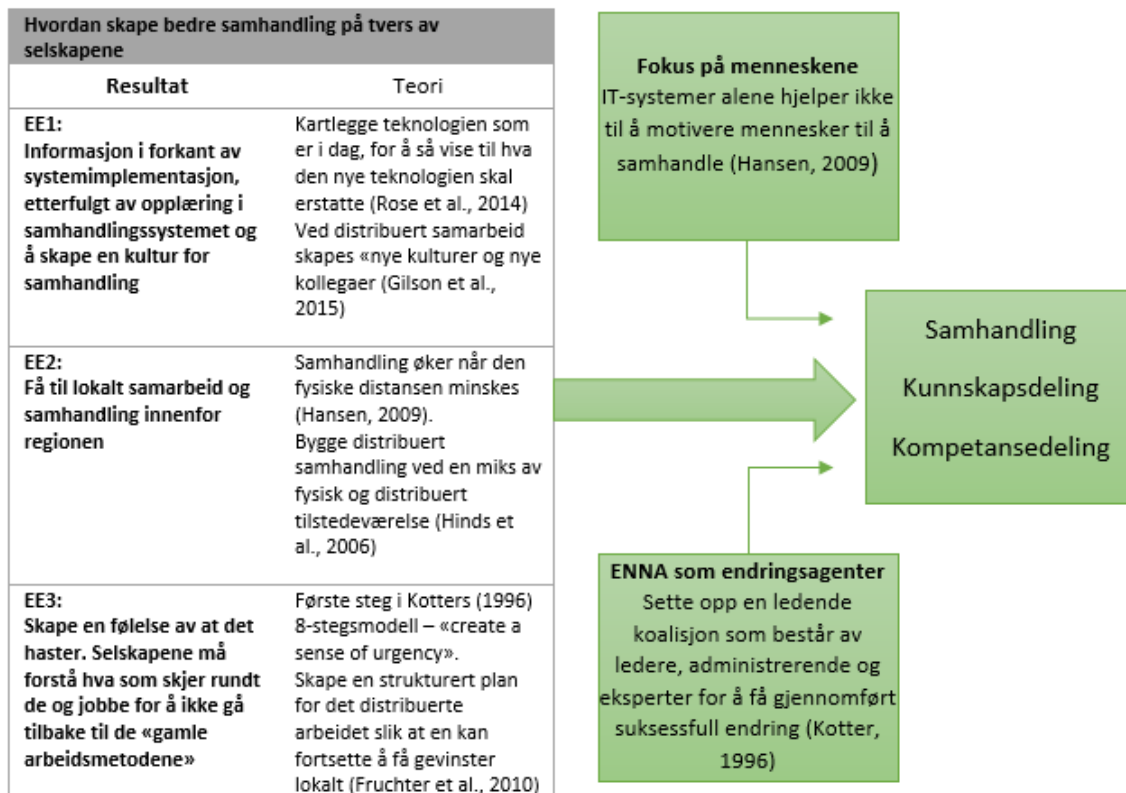 Hvordan skape bedre samhandling på tvers av
selskapene
Resultat
Teori
EE1:
Informasjon i forkant av
systemimplementasjon,
etterfulgt av opplæring i
samhandlingssystemet og
å skape en kultur for
samhandling
Kartlegge teknologien som
er i dag, for å så vise til hva
den nye teknologien skal
erstatte (Rose et al., 2014)
Ved distribuert samarbeid
skapes «nye kulturer og nye
kollegaer (Gilson et al.,
2015)
EE2:
Få til lokalt samarbeid og
samhandling innenfor
regionen
Samhandling øker når den
fysiske distansen minskes
(Hansen, 2009).
Bygge distribuert
samhandling ved en miks av
fysisk og distribuert
tilstedeværelse (Hinds et
al., 2006)
EE3:
Skape en følelse av at det
haster. Selskapene må
forstå hva som skjer rundt
de og jobbe for å ikke gå
tilbake til de «gamle
arbeidsmetodene»
Første steg i Kotters (1996)
8-stegsmodell – «create a
sense of urgency».
Skape en strukturert plan
for det distribuerte
arbeidet slik at en kan
fortsette å få gevinster
lokalt (Fruchter et al., 2010)
Fokus på menneskene
IT-systemer alene hjelper ikke
til å motivere mennesker til å
samhandle (Hansen, 2009)
Samhandling
Kunnskapsdeling
Kompetansedeling
ENNA som endringsagenter
Sette opp en ledende
koalisjon som består av
ledere, administrerende og
eksperter for å få gjennomført
suksessfull endring (Kotter,
1996)